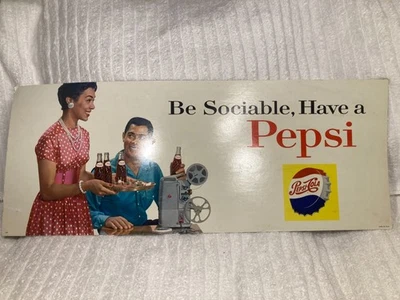 Be Sociable, Have a
Pepsi
Pepsi-Cola